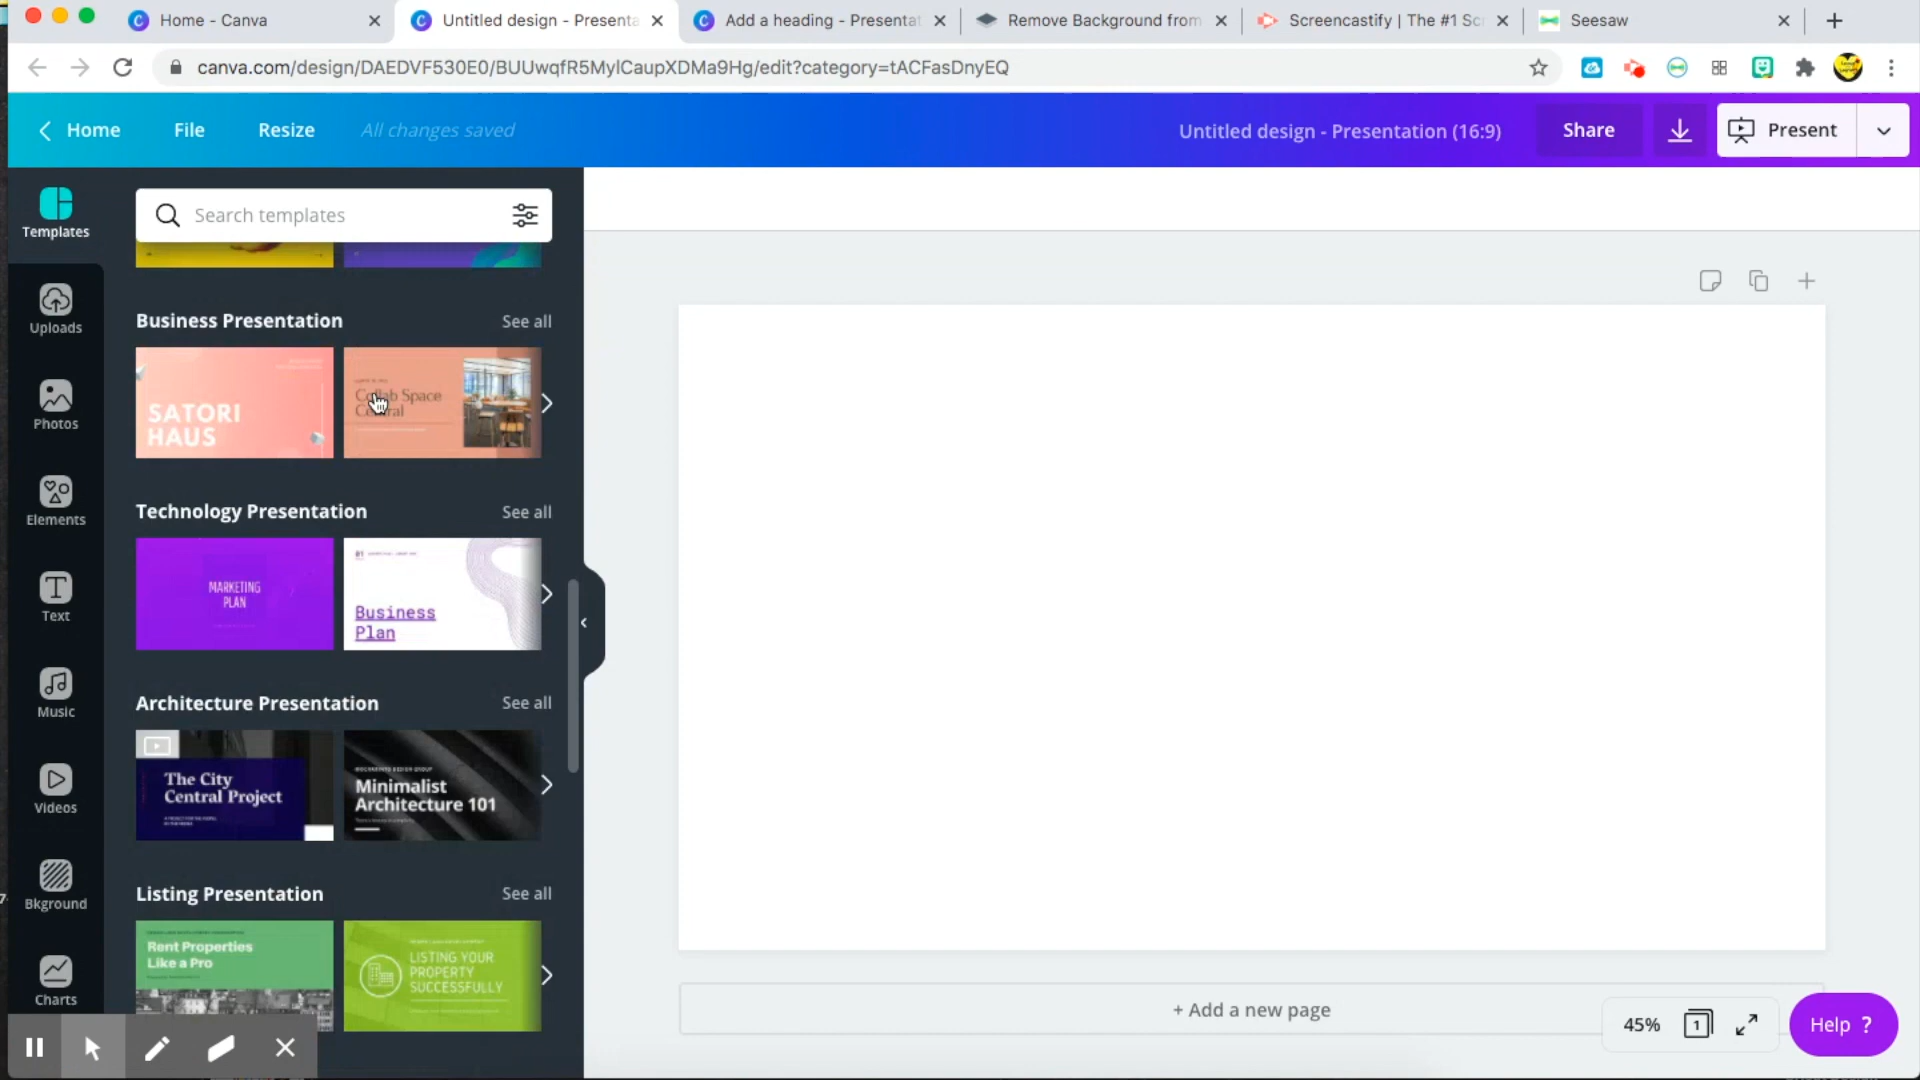 Home - Canva
Untitled design - Presenta
Add a heading - Presentat
Remove Background from
Screencastify | The #1 Sc
Seesaw
canva.com/design/DAEDVF530E0/BUUwqfR5MylCaupXDMa9Hg/edit?category=tACFasDnyEQ
Home
File
Resize
All changes saved
Untitled design - Presentation (16:9)
Share
Present
Templates
Uploads
Photos
Elements
Text
Music
Videos
Bkground
Charts
Search templates
Business Presentation
See all
SATORI
HAUS
Collab Space
Central
Technology Presentation
See all
MARKETING
PLAN
Business
Plan
Architecture Presentation
See all
The City
Central Project
Minimalist
Architecture 101
Listing Presentation
See all
Rent Properties
Like a Pro
LISTING YOUR
PROPERTY
SUCCESSFULLY
+ Add a new page
45%
1
Help ?